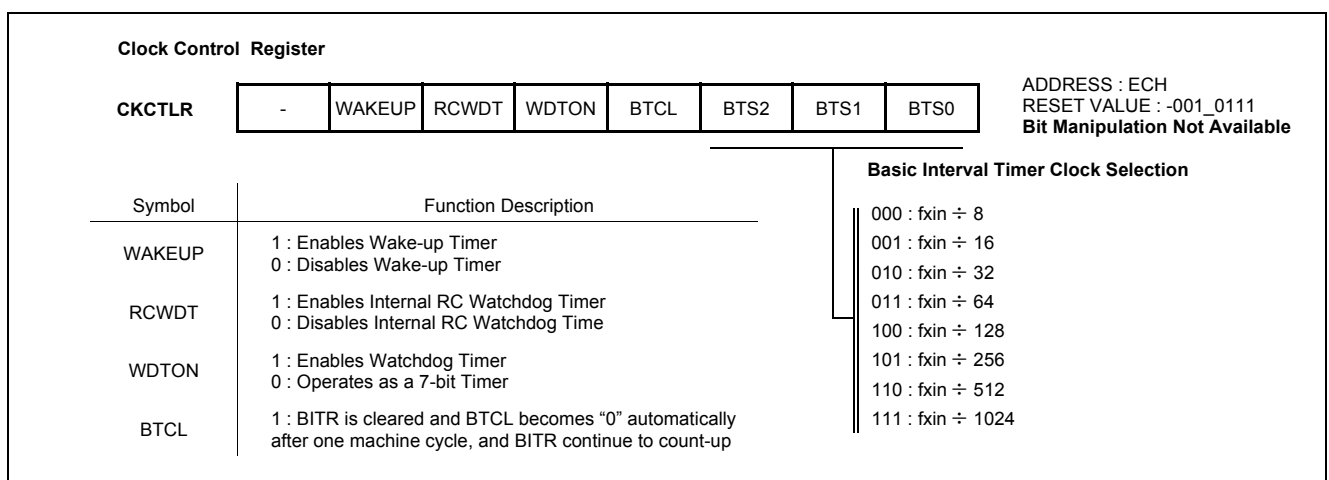 Clock Control Register
CKCTLR - WAKEUP RCWDT WDTON BTCL BTS2 BTS1 BTS0
ADDRESS : ECH
RESET VALUE : -001_0111
Bit Manipulation Not Available
Basic Interval Timer Clock Selection
000 : fxin ÷ 8
001 : fxin ÷ 16
010 : fxin ÷ 32
011 : fxin ÷ 64
100 : fxin ÷ 128
101 : fxin ÷ 256
110 : fxin ÷ 512
111 : fxin ÷ 1024
Symbol Function Description
WAKEUP
1 : Enables Wake-up Timer
0 : Disables Wake-up Timer
RCWDT
1 : Enables Internal RC Watchdog Timer
0 : Disables Internal RC Watchdog Time
WDTON
1 : Enables Watchdog Timer
0 : Operates as a 7-bit Timer
BTCL
1 : BITR is cleared and BTCL becomes “0” automatically
after one machine cycle, and BITR continue to count-up